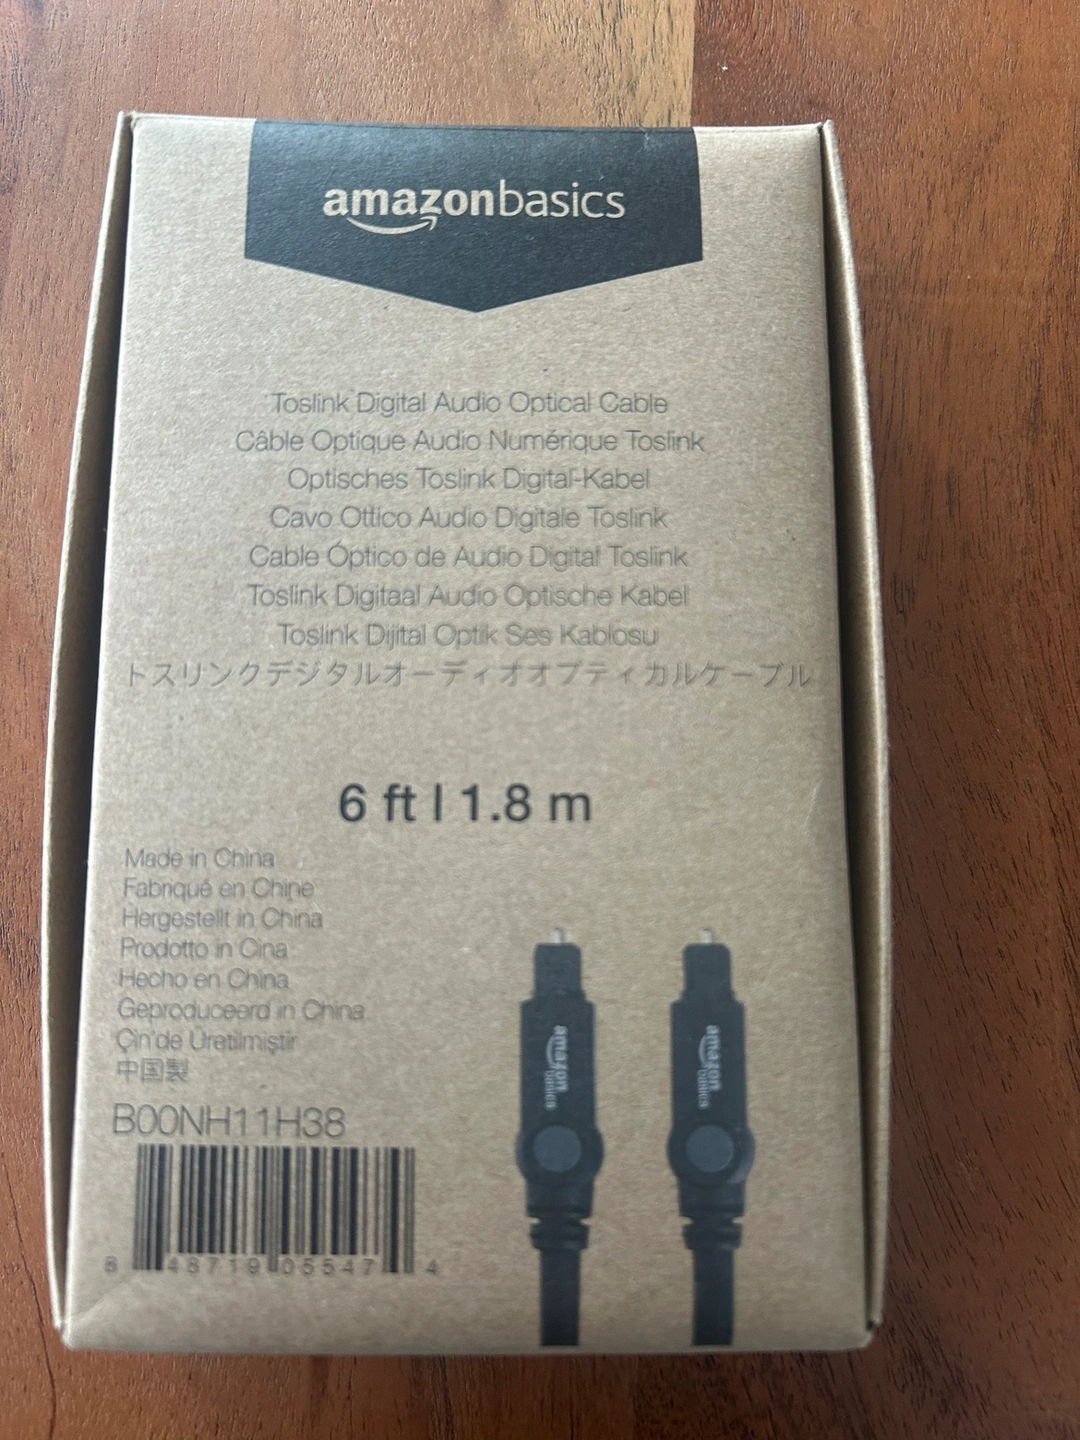 amazonbasics
Toslink Digital Audio Optical Cable
Câble Optique Audio Numérique Toslink
Optisches Toslink Digital-Kabel
Cavo Ottico Audio Digitale Toslink
Cable Óptico de Audio Digital Toslink
Toslink Digitaal Audio Optische Kabel
Toslink Dijital Optik Ses Kablosu
トスリンクデジタルオーディオオプティカルケーブル
6 ft | 1.8 m
Made in China
Fabriqué en Chine
Hergestellt in China
Prodotto in Cina
Hecho en China
Geproduceerd in China
Çin'de Üretilmiştir
中国製
B00NH11H38
8 48719 05547 4
amazon basics
amazon basics